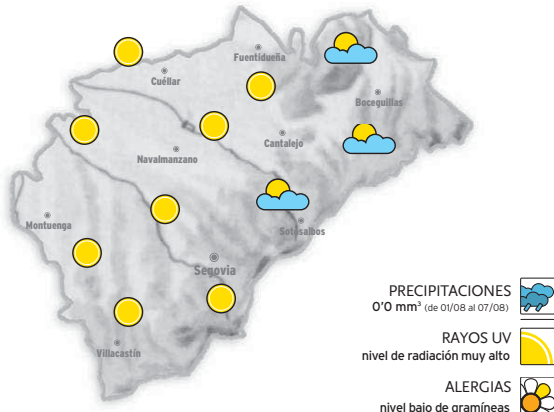 Fuentidueña
Cuéllar
Boceguillas
Cantalejo
Navalmanzano
Montuenga
Sotosalbos
Segovia
Villacastín
PRECIPITACIONES
0'0 mm³ (de 01/08 al 07/08)
RAYOS UV
nivel de radiación muy alto
ALERGIAS
nivel bajo de gramíneas